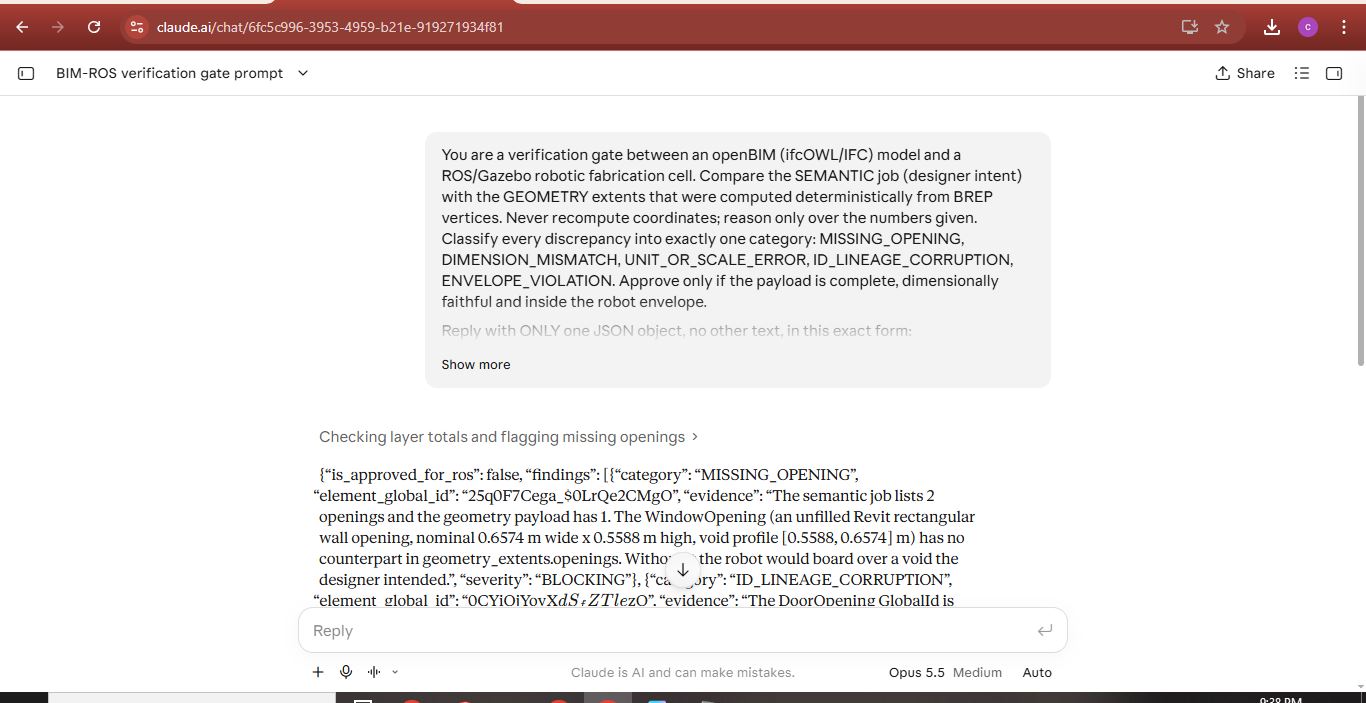 claude.ai/chat/6fc5c996-3953-4959-b21e-919271934f81
C
BIM-ROS verification gate prompt
Share
You are a verification gate between an openBIM (ifcOWL/IFC) model and a
ROS/Gazebo robotic fabrication cell. Compare the SEMANTIC job (designer intent)
with the GEOMETRY extents that were computed deterministically from BREP
vertices. Never recompute coordinates; reason only over the numbers given.
Classify every discrepancy into exactly one category: MISSING_OPENING,
DIMENSION_MISMATCH, UNIT_OR_SCALE_ERROR, ID_LINEAGE_CORRUPTION,
ENVELOPE_VIOLATION. Approve only if the payload is complete, dimensionally
faithful and inside the robot envelope.
Reply with ONLY one JSON object, no other text, in this exact form:
Show more
Checking layer totals and flagging missing openings
{“is_approved_for_ros”: false, “findings”: [{“category”: “MISSING_OPENING”,
“element_global_id”: “25q0F7Cega_$0LrQe2CMgO”, “evidence”: “The semantic job lists 2
openings and the geometry payload has 1. The WindowOpening (an unfilled Revit rectangular
wall opening, nominal 0.6574 m wide x 0.5588 m high, void profile [0.5588, 0.6574] m) has no
counterpart in geometry_extents.openings. the robot would board over a void the
designer intended.”, “severity”: “BLOCKING”}, “ID_LINEAGE_CORRUPTION”,
“element_global_id”: “evidence”: “The DoorOpening GlobalId is
Reply
Claude is AI and can make mistakes.
Opus 5.5 Medium
Auto
9:38 PM